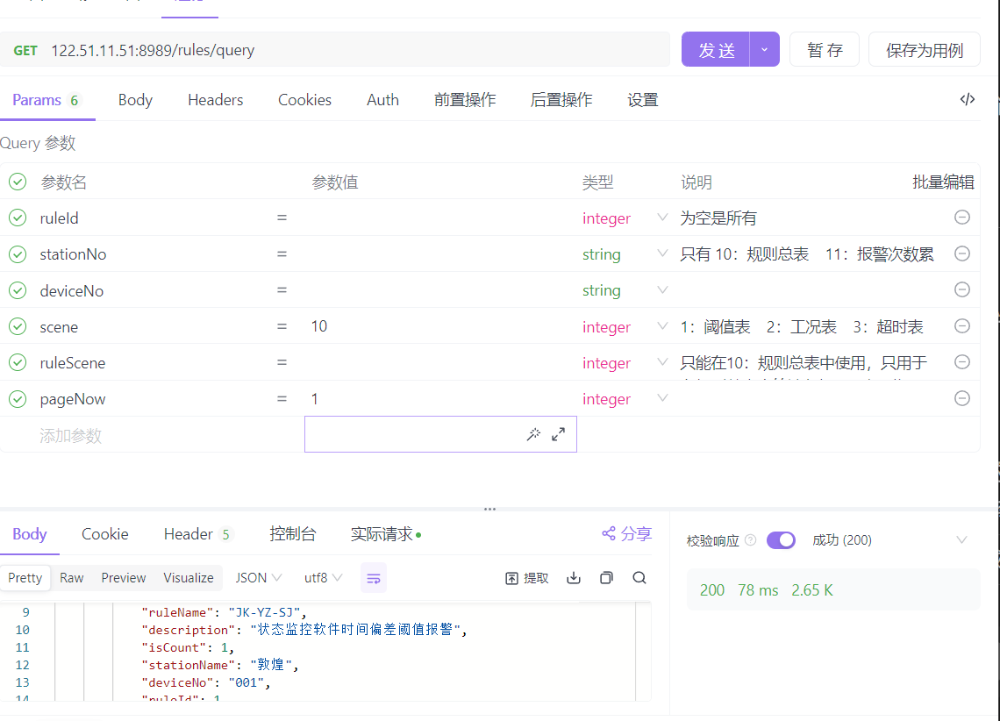 GET 122.51.11.51:8989/rules/query 发 送 暂 存 保存为用例
Params 6 Body Headers Cookies Auth 前置操作 后置操作 设置 </>
Query 参数
参数名 参数值 类型 说明 批量编辑
ruleId = integer 为空是所有
stationNo = string 只有 10：规则总表 11：报警次数累
deviceNo = string
scene = 10 integer 1：阈值表 2：工况表 3：超时表
ruleScene = integer 只能在10：规则总表中使用，只用于
pageNow = 1 integer
添加参数
Body Cookie Header 5 控制台 实际请求 分享 校验响应 成功 (200)
Pretty Raw Preview Visualize JSON utf8 提取
200 78 ms 2.65 K
9 "ruleName": "JK-YZ-SJ",
10 "description": "状态监控软件时间偏差阈值报警",
11 "isCount": 1,
12 "stationName": "敦煌",
13 "deviceNo": "001",
14 "ruleId": 1